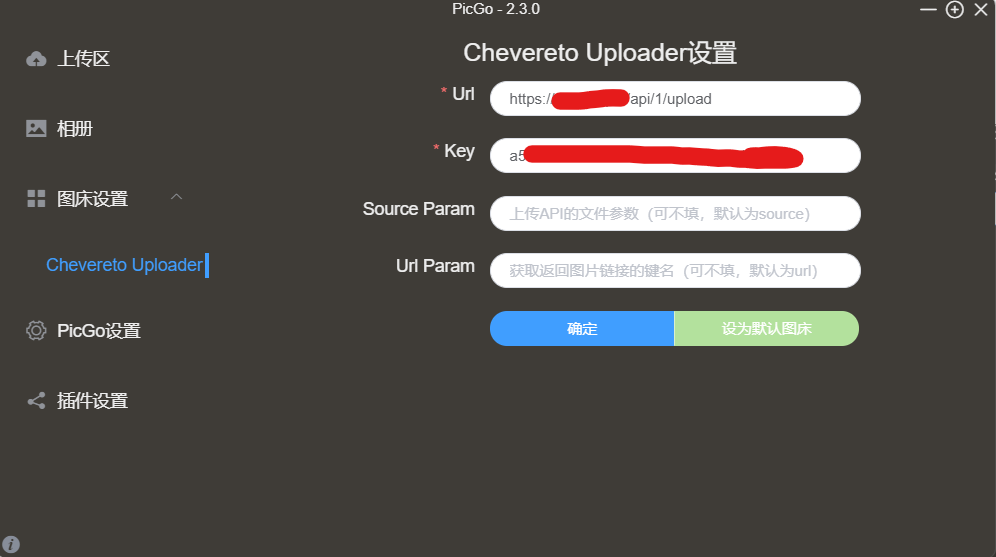 PicGo - 2.3.0
上传区
相册
图床设置
Chevereto Uploader
PicGo设置
插件设置
Chevereto Uploader设置
* Url
https:/ /api/1/upload
* Key
a5
Source Param
上传API的文件参数（可不填，默认为source）
Url Param
获取返回图片链接的键名（可不填，默认为url）
确定
设为默认图床